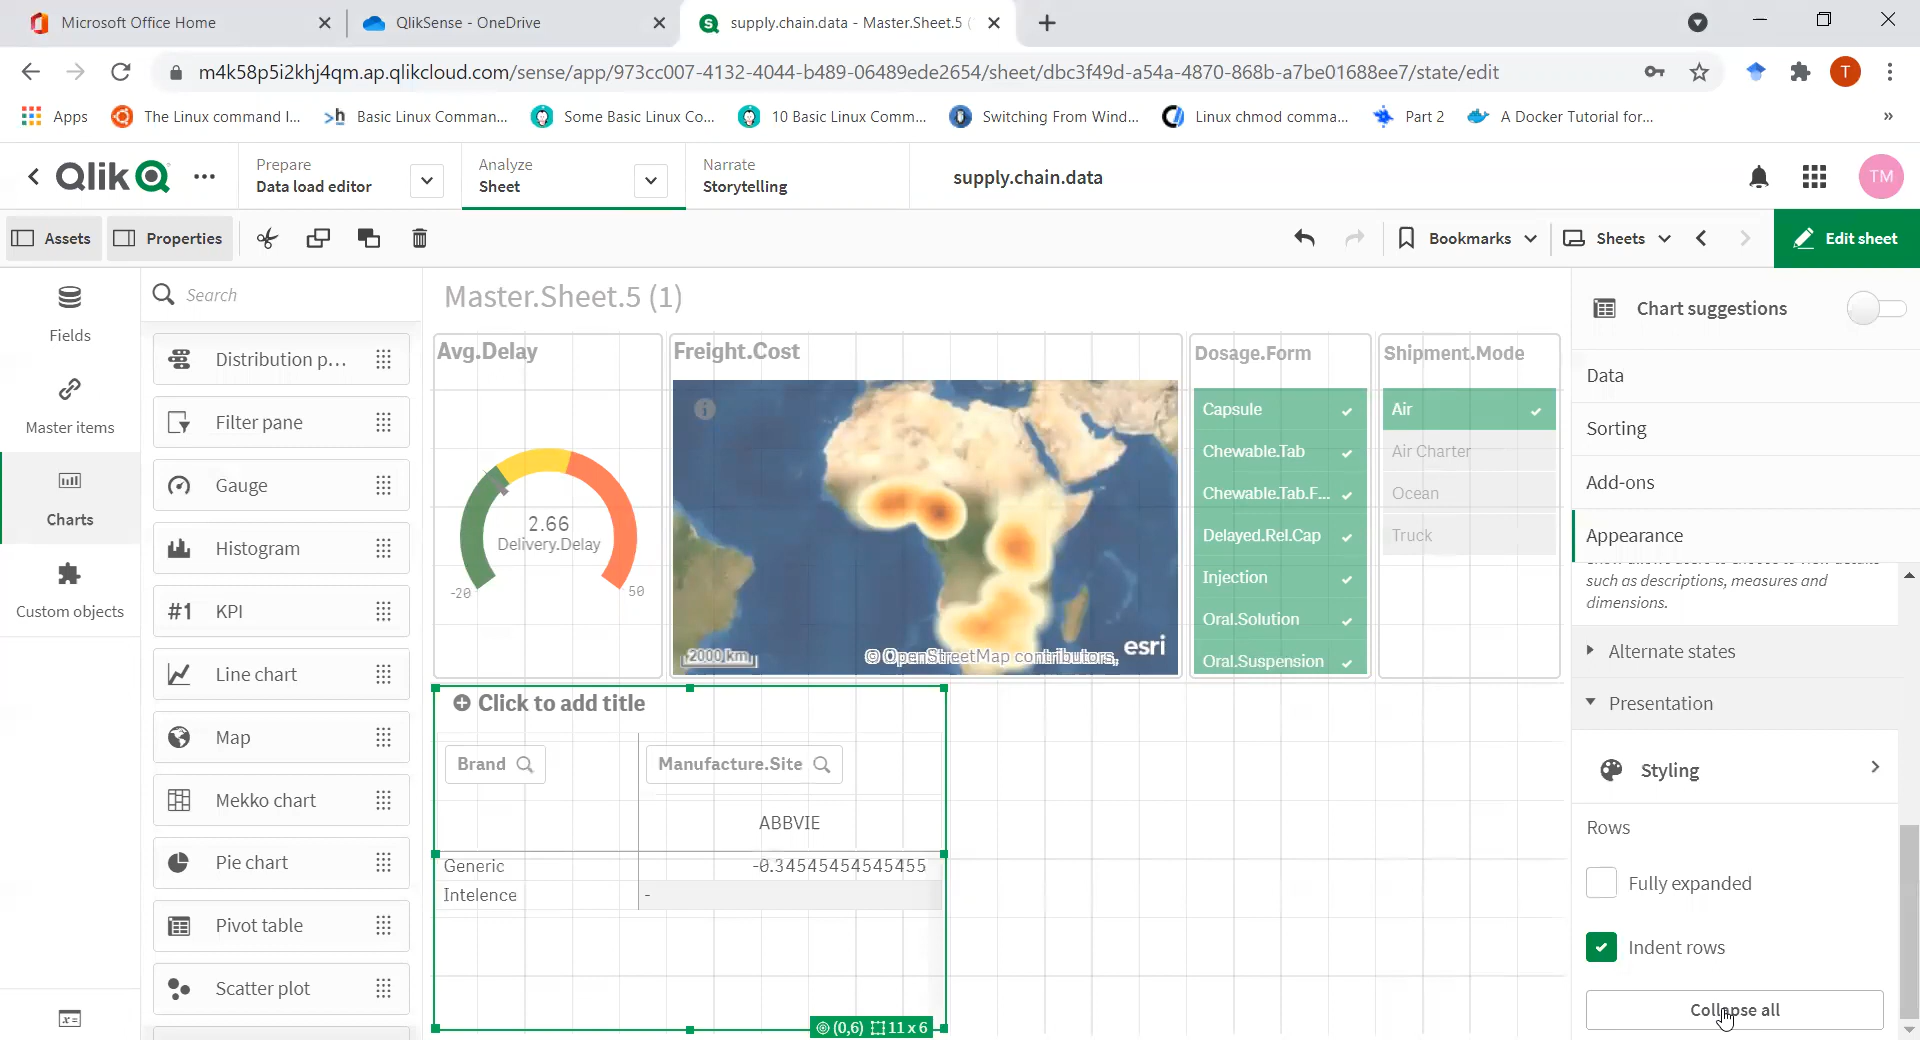 Microsoft Office Home
QlikSense - OneDrive
supply.chain.data - Master.Sheet.5 (
m4k58p5i2khj4qm.ap.qlikcloud.com/sense/app/973cc007-4132-4044-b489-06489ede2654/sheet/dbc3f49d-a54a-4870-868b-a7be01688ee7/state/edit
T
Apps
The Linux command l...
Basic Linux Comman...
Some Basic Linux Co...
10 Basic Linux Comm...
Switching From Wind...
Linux chmod comma...
Part 2
A Docker Tutorial for...
Qlik
Prepare
Data load editor
Analyze
Sheet
Narrate
Storytelling
supply.chain.data
TM
Assets
Properties
Bookmarks
Sheets
Edit sheet
Fields
Master items
Charts
Custom objects
Search
Distribution p...
Filter pane
Gauge
Histogram
#1 KPI
Line chart
Map
Mekko chart
Pie chart
Pivot table
Scatter plot
Master.Sheet.5 (1)
Avg.Delay
2.66
Delivery.Delay
-20
50
Freight.Cost
2000 km
© OpenStreetMap contributors,
esri
Dosage.Form
Capsule
Chewable.Tab
Chewable.Tab.F...
Delayed.Rel.Cap
Injection
Oral.Solution
Oral.Suspension
Shipment.Mode
Air
Air Charter
Ocean
Truck
Click to add title
Brand
Manufacture.Site
ABBVIE
Generic
-0.34545454545455
Intelence
-
(0,6) 11 x 6
Chart suggestions
Data
Sorting
Add-ons
Appearance
such as descriptions, measures and
dimensions.
Alternate states
Presentation
Styling
Rows
Fully expanded
Indent rows
Collapse all